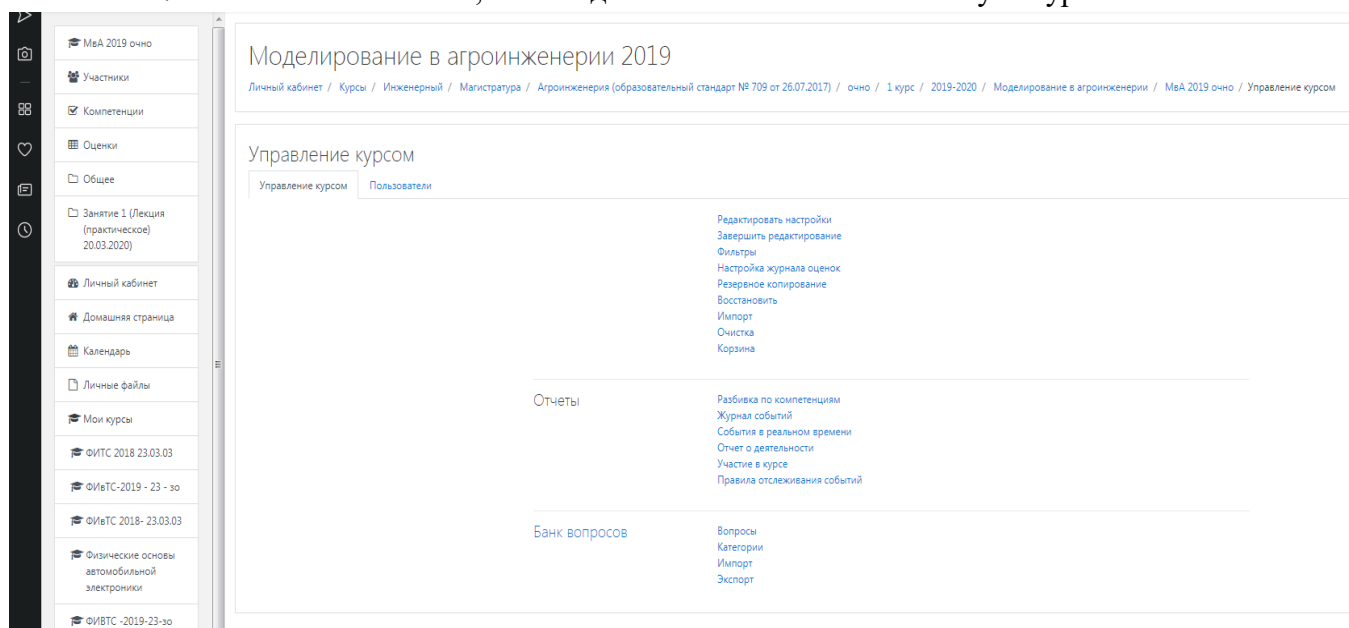 МвА 2019 очно
Участники
Компетенции
Оценки
Общее
Занятие 1 (Лекция
(практическое)
20.03.2020)
Личный кабинет
Домашняя страница
Календарь
Личные файлы
Мои курсы
ФИТС 2018 23.03.03
ФИвТС-2019 - 23 - зо
ФИвТС 2018- 23.03.03
Физические основы
автомобильной
электроники
ФИВТС -2019-23-зо
Моделирование в агроинженерии 2019
Личный кабинет / Курсы / Инженерный / Магистратура / Агроинженерия (образовательный стандарт № 709 от 26.07.2017) / очно / 1 курс / 2019-2020 / Моделирование в агроинженерии / МвА 2019 очно / Управление курсом
Управление курсом
Управление курсом Пользователи
Редактировать настройки
Завершить редактирование
Фильтры
Настройка журнала оценок
Резервное копирование
Восстановить
Импорт
Очистка
Корзина
Отчеты
Разбивка по компетенциям
Журнал событий
События в реальном времени
Отчет о деятельности
Участие в курсе
Правила отслеживания событий
Банк вопросов
Вопросы
Категории
Импорт
Экспорт